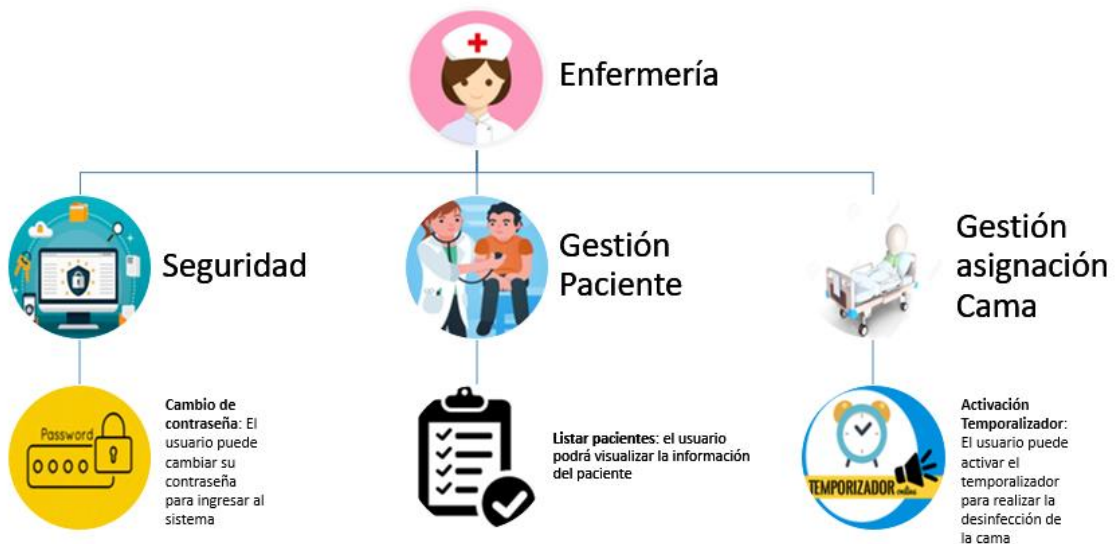 Enfermería
Seguridad
Gestión
Paciente
Gestión
asignación
Cama
Password
Cambio de
contraseña: El
usuario puede
cambiar su
contraseña
para ingresar al
sistema
Listar pacientes: el usuario
podrá visualizar la información
del paciente
TEMPORIZADOR online
Activación
Temporalizador:
El usuario puede
activar el
temporalizador
para realizar la
desinfección de
la cama